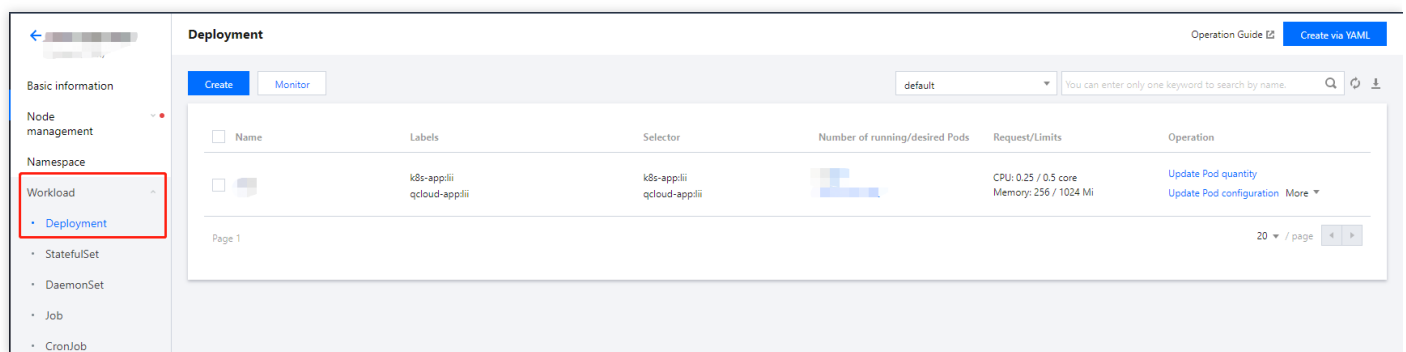 Deployment
Operation Guide
Create via YAML
Basic information
Node
management
Namespace
Workload
Deployment
StatefulSet
DaemonSet
Job
CronJob
Create
Monitor
default
You can enter only one keyword to search by name.
Name
Labels
Selector
Number of running/desired Pods
Request/Limits
Operation
k8s-app:lii
qcloud-app:lii
k8s-app:lii
qcloud-app:lii
CPU: 0.25 / 0.5 core
Memory: 256 / 1024 Mi
Update Pod quantity
Update Pod configuration More
Page 1
20 / page